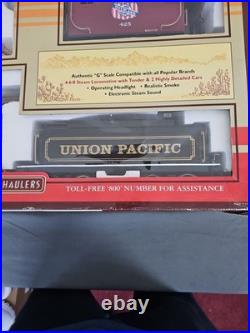 425
Authentic "G" Scale Compatible with all Popular Brands
4-6-0 Steam Locomotive with Tender & 2 Highly Detailed Cars
• Operating Headlight • Realistic Smoke
• Electronic Steam Sound
UNION PACIFIC
HAULERS
TOLL-FREE '800' NUMBER FOR ASSISTANCE